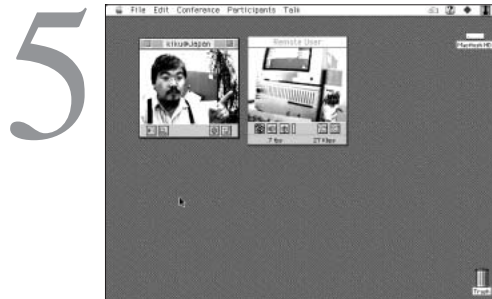 5
File Edit Conference Participants Talk
Macintosh HD
kiku@Japan
Remote User
7 fps 27 Kbps
Trash